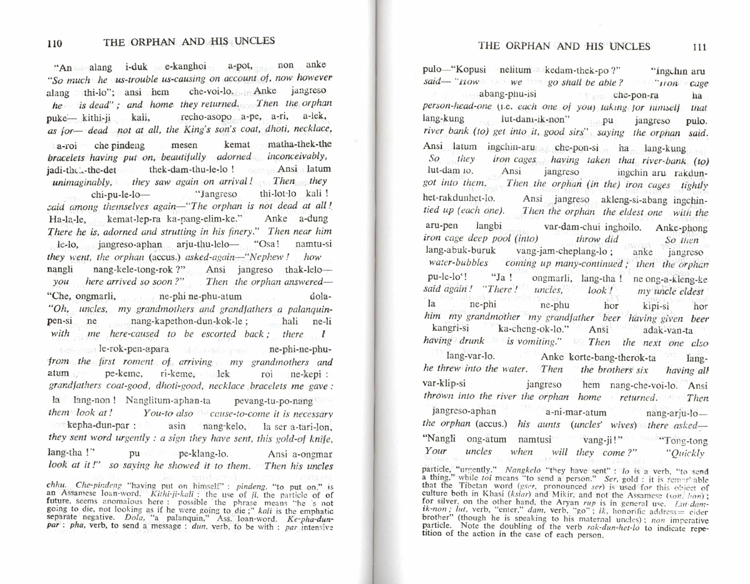 110 THE ORPHAN AND HIS UNCLES
"An alang i-duk e-kanghoi a-pot, non anke
"So much he us-trouble us-causing on account of, now however
alang thi-lo"; ansi hem che-voi-lo. Anke jangreso
he is dead"; and home they returned. Then the orphan
puke— kithi-ji kali, recho-asopo a-pe, a-ri, a-lek,
as for— dead not at all, the King's son's coat, dhoti, necklace,
a-roi che pindeng mesen kemat matha-thek-the
bracelets having put on, beautifully adorned inconceivably,
thek-dam-thu-le-lo! Ansi latum
unimaginably, they saw again on arrival! Then they
chi-pu-le-lo— "Jangreso thi-lot-lo kali!
said among themselves again—"The orphan is not dead at all!
Ha-la-le, kemat-lep-ra ka-pang-elim-ke." Anke a-dung
There he is, adorned and strutting in his finery." Then near him
le-lo, jangreso-aphan arju-thu-lelo— "Osa! namtu-si
they went, the orphan (accus.) asked-again—"Nephew! how
nangli nang-kele-tong-rok?" Ansi jangreso thak-lelo—
you here arrived so soon?" Then the orphan answered—
"Che, ongmarli, ne-phi ne-phu-atum dola-
"Oh, uncles, my grandmothers and grandfathers a palanquin-
pen-si ne nang-kapethon-dun-kok-le; hali ne-li
with me here-caused to be escorted back; there I
le-rok-pen-apara ne-phi-ne-phu-
from the first moment of arriving my grandmothers and
atum pe-keme, ri-keme, lek roi ne-kepi:
grandfathers coat-good, dhoti-good, necklace bracelets me gave:
la lang-non! Nanglitum-aphan-ta pevang-tu-po-nang
them look at! You-to also cause-to-come it is necessary
kepha-dun-par: asin nang-kelo, la ser a-tari-lon,
they sent word urgently: a sign they have sent, this gold-of knife,
lang-tha!" pu pe-klang-lo. Ansi a-ongmar
look at it!" so saying he showed it to them. Then his uncles
chhu. Che-pindeng "having put on himself": pindeng, "to put on," is
an Assamese loan-word. Kithi-ji-kali: the use of ji, the particle of of
future, seems anomalous here: possible the phrase means "he is not
going to die, not looking as if he were going to die;" kali is the emphatic
separate negative. Dola, "a palanquin," Ass. loan-word. Ke-pha-dun-
par: pha, verb, to send a message: dun, verb, to be with: par intensive
THE ORPHAN AND HIS UNCLES 111
pulo—"Kopusi nelitum kedam-thek-po?" "ingchin aru
said— "How we go shall be able? "iron cage
abang-phu-isi che-pon-ra ha
person-head-one (i.e. each one of you) taking for himself that
lang-kung lut-dam-ik-non" pu jangreso pulo.
river bank (to) get into it, good sirs" saying the orphan said.
Ansi latum ingchin-aru che-pon-si ha lang-kung
So they iron cages having taken that river-bank (to)
lut-dam lo. Ansi jangreso ingchin aru rakdun-
got into them. Then the orphan (in the) iron cages tightly
het-rakdunhet-lo. Ansi jangreso akleng-si-abang ingchin-
tied up (each one). Then the orphan the eldest one with the
aru-pen langbi var-dam-chui inghoilo. Anke-phong
iron cage deep pool (into) throw did So then
lang-abuk-buruk vang-jam-cheplang-lo; anke jangreso
water-bubbles coming up many-continued; then the orphan
pu-le-lo'! "Ja! ongmarli, lang-tha! ne ong-a-kleng-ke
said again! "There! uncles, look! my uncle eldest
la ne-phi ne-phu hor kipi-si hor
him my grandmother my grandfather beer having given beer
kangri-si ka-cheng-ok-lo." Ansi adak-van-ta
having drunk is vomiting." Then the next one also
lang-var-lo. Anke korte-bang-therok-ta lang-
he threw into the water. Then the brothers six having all
var-klip-si jangreso hem nang-che-voi-lo. Ansi
thrown into the river the orphan home returned. Then
jangreso-aphan a-ni-mar-atum nang-arju-lo—
the orphan (accus.) his aunts (uncles' wives) there asked—
"Nangli ong-atum namtusi vang-ji!" "Tong-tong
Your uncles when will they come?" "Quickly
particle, "urgently." Nangkelo "they have sent": lo is a verb, "to send
a thing," while toi means "to send a person." Ser, gold: it is remarkable
that the Tibetan word (gser, pronounced ser) is used for this object of
culture both in Khasi (ksiar) and Mikir, and not the Assamese (son, hon);
for silver, on the other hand, the Aryan rup is in general use. Lut-dam-
ik-non; lut, verb, "enter," dam, verb, "go"; ik, honorific address= elder
brother" (though he is speaking to his maternal uncles); non imperative
particle. Note the doubling of the verb rak-dun-het-lo to indicate repe-
tition of the action in the case of each person.